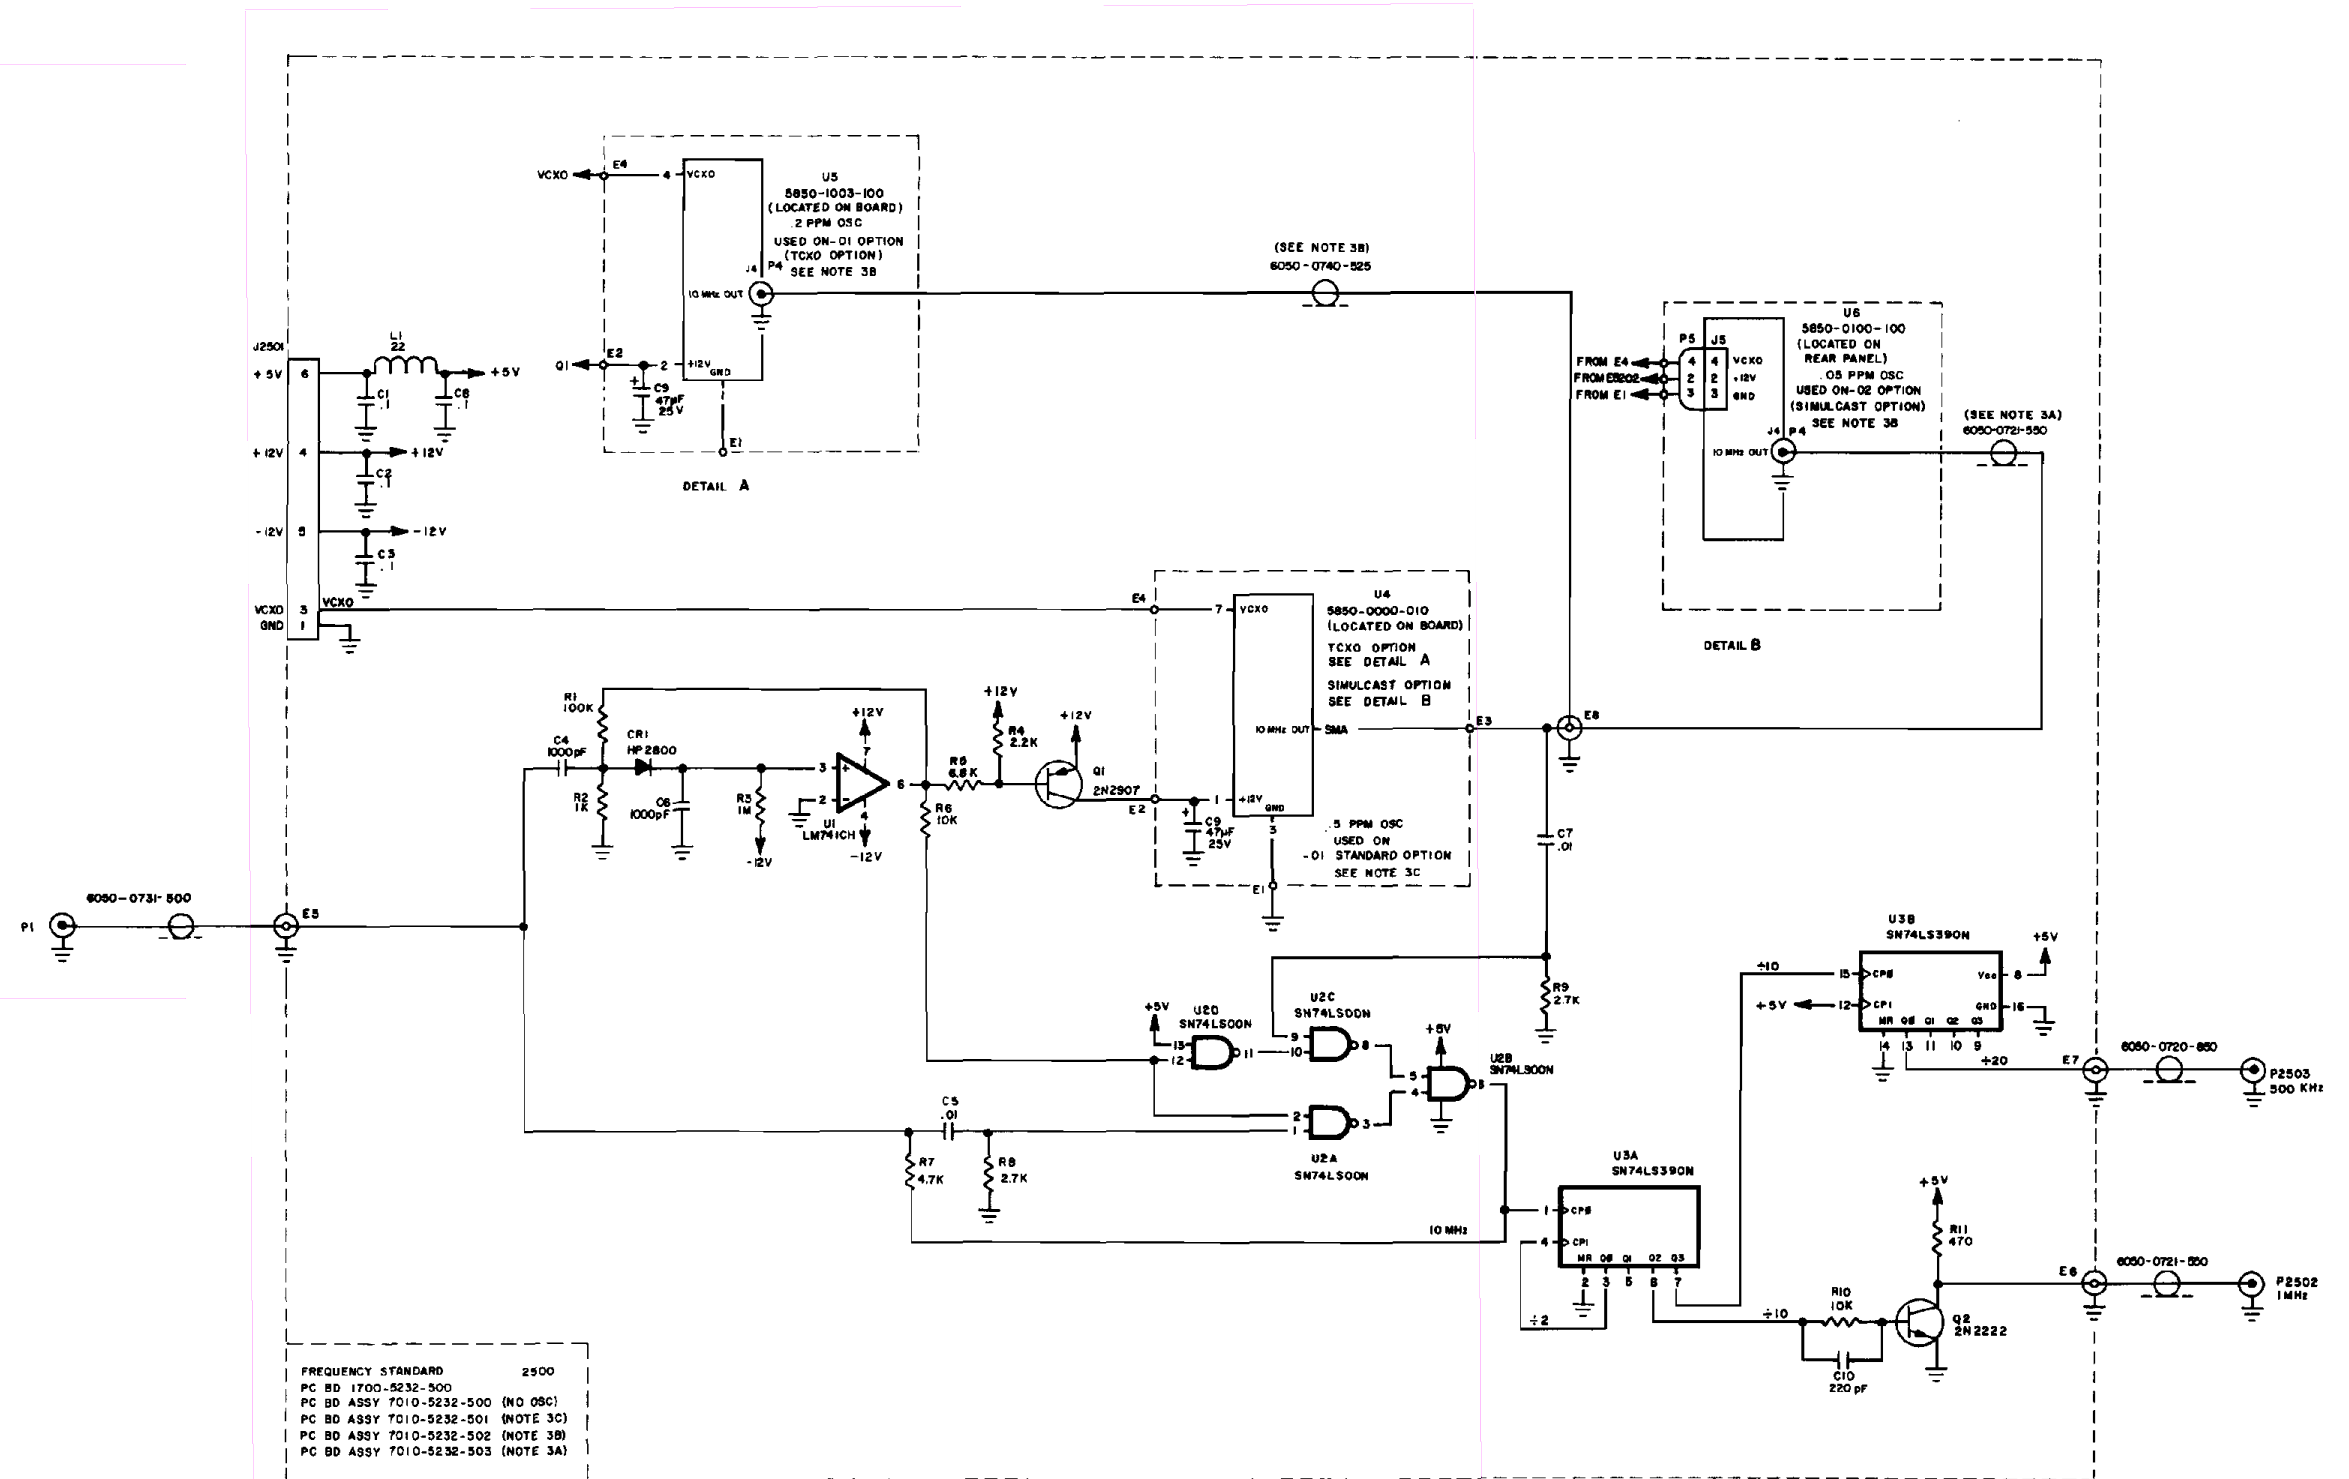 E4
VCXO
4
VCXO
U5
5850-1003-100
(LOCATED ON BOARD)
.2 PPM OSC
USED ON-01 OPTION
(TCXO OPTION)
SEE NOTE 3B
J4
P4
10 MHz OUT
E2
Q1
2
+12V
GND
+
C9
47µF
25V
E1
DETAIL A
(SEE NOTE 3B)
6050-0740-525
U6
5850-0100-100
(LOCATED ON
REAR PANEL)
.05 PPM OSC
USED ON-02 OPTION
(SIMULCAST OPTION)
SEE NOTE 3B
P5
J5
FROM E4
4
4
VCXO
2
2
+12V
FROM E1
3
3
GND
J4
P4
10 MHz OUT
(SEE NOTE 3A)
6050-0721-550
DETAIL B
J2501
+5V
6
L1
22
+5V
C1
.1
.1
+12V
4
+12V
C2
.1
-12V
5
-12V
C3
.1
VCXO
3
VCXO
GND
1
E4
7
VCXO
U4
5850-0000-010
(LOCATED ON BOARD)
TCXO OPTION
SEE DETAIL A
SIMULCAST OPTION
SEE DETAIL B
10 MHz OUT
SMA
E3
E8
1
+12V
GND
3
+
C9
47µF
25V
.5 PPM OSC
USED ON
-01 STANDARD OPTION
SEE NOTE 3C
E1
R1
100K
C4
1000pF
CR1
HP2800
R2
1K
1000pF
R3
1M
-12V
+12V
7
3
+
2
-
6
4
U1
LM741CH
-12V
R5
6.8K
+12V
R4
2.2K
+12V
Q1
2N2907
E2
R6
10K
C7
.01
R9
2.7K
6050-0731-500
P1
E5
+5V
U2D
SN74LS00N
13
12
11
U2C
SN74LS00N
9
10
8
+5V
U2B
SN74LS00N
5
4
6
2
1
3
U2A
SN74LS00N
C5
.01
R7
4.7K
R8
2.7K
10 MHz
U3A
SN74LS390N
1
CPØ
4
CP1
MR QØ Q1 Q2 Q3
2 3 5 6 7
÷2
÷10
÷10
U3B
SN74LS390N
15
CPØ
Vcc
8
+5V
+5V
12
CP1
GND
16
MR QØ Q1 Q2 Q3
14 13 11 10 9
÷20
E7
6050-0720-850
P2503
500 KHz
+5V
R11
470
R10
10K
C10
220 pF
Q2
2N2222
E6
6050-0721-550
P2502
1MHz
FREQUENCY STANDARD 2500
PC BD 1700-5232-500
PC BD ASSY 7010-5232-500 (NO OSC)
PC BD ASSY 7010-5232-501 (NOTE 3C)
PC BD ASSY 7010-5232-502 (NOTE 3B)
PC BD ASSY 7010-5232-503 (NOTE 3A)